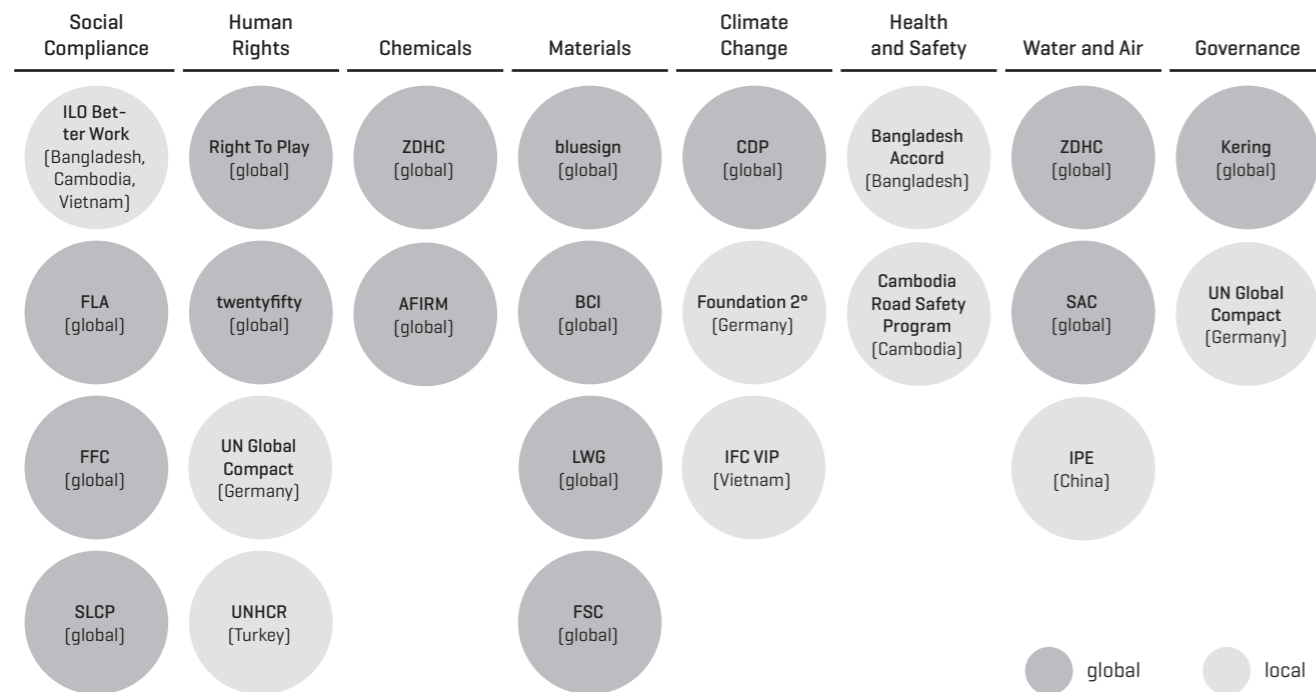 Social
Compliance
Human
Rights
Chemicals
Materials
Climate
Change
Health
and Safety
Water and Air
Governance
ILO Bet-
ter Work
(Bangladesh,
Cambodia,
Vietnam)
Right To Play
(global)
ZDHC
(global)
bluesign
(global)
CDP
(global)
Bangladesh
Accord
(Bangladesh)
ZDHC
(global)
Kering
(global)
FLA
(global)
twentyfifty
(global)
AFIRM
(global)
BCI
(global)
Foundation 2°
(Germany)
Cambodia
Road Safety
Program
(Cambodia)
SAC
(global)
UN Global
Compact
(Germany)
FFC
(global)
UN Global
Compact
(Germany)
LWG
(global)
IFC VIP
(Vietnam)
IPE
(China)
SLCP
(global)
UNHCR
(Turkey)
FSC
(global)
global
local